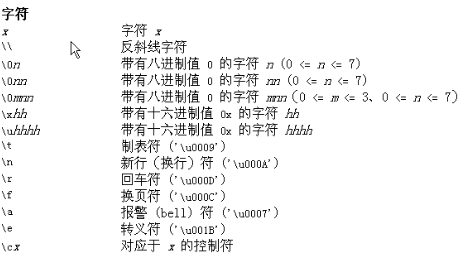 字符
x 字符 x
\\ 反斜线字符
\0n 带有八进制值 0 的字符 n (0 <= n <= 7)
\0nn 带有八进制值 0 的字符 nn (0 <= n <= 7)
\0mnn 带有八进制值 0 的字符 mnn（0 <= m <= 3、0 <= n <= 7）
\xhh 带有十六进制值 0x 的字符 hh
\uhhhh 带有十六进制值 0x 的字符 hhhh
\t 制表符 ('\u0009')
\n 新行（换行）符 ('\u000A')
\r 回车符 ('\u000D')
\f 换页符 ('\u000C')
\a 报警 (bell) 符 ('\u0007')
\e 转义符 ('\u001B')
\cx 对应于 x 的控制符